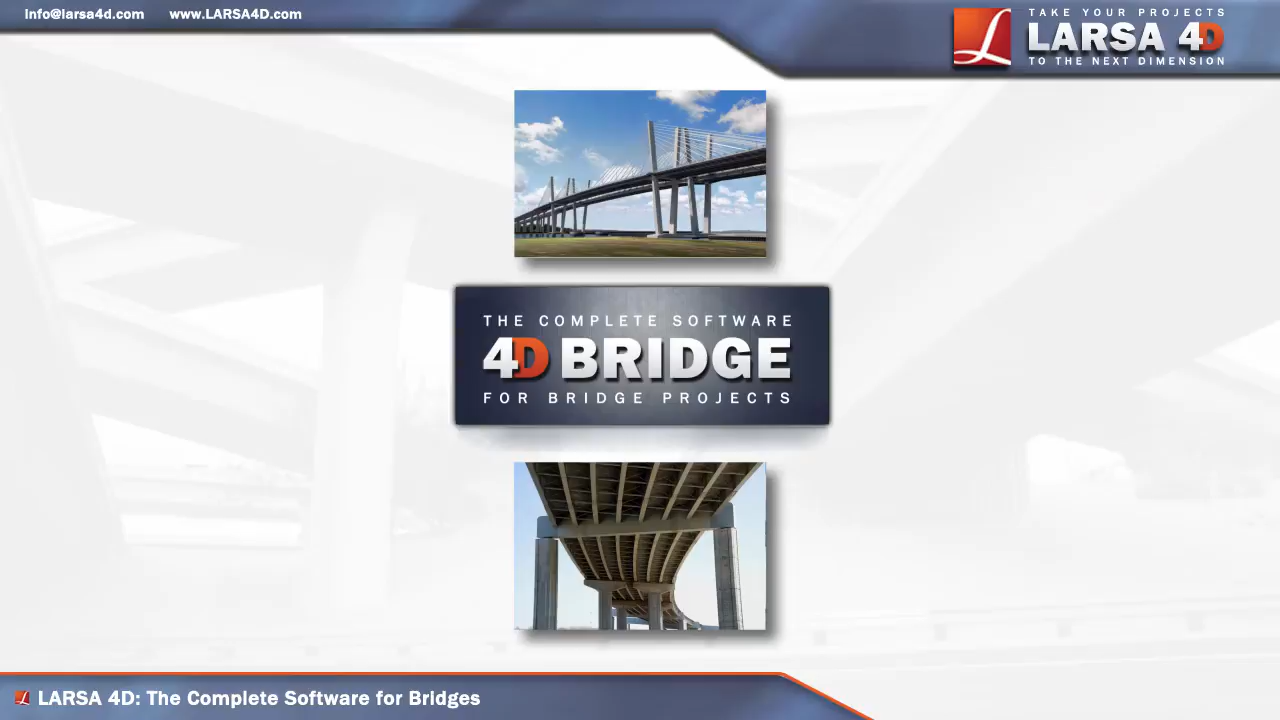 Info@larsa4d.com www.LARSA4D.com
TAKE YOUR PROJECTS
LARSA 4D
TO THE NEXT DIMENSION
THE COMPLETE SOFTWARE
4D BRIDGE
FOR BRIDGE PROJECTS
LARSA 4D: The Complete Software for Bridges